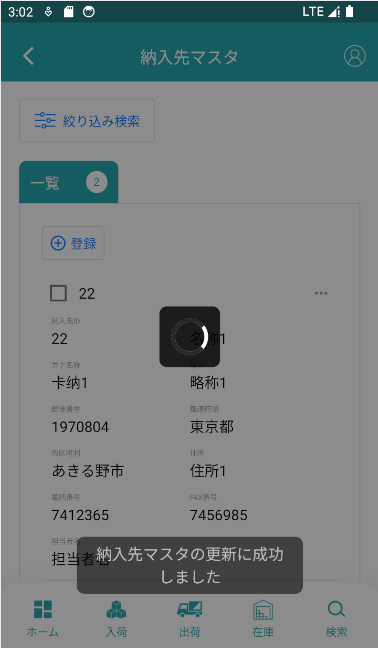 3:02
LTE
納入先マスタ
絞り込み検索
一覧 2
登録
22
納入先ID
22
名称1
カナ名称
卡纳1
略称1
郵便番号 都道府県
1970804 東京都
市区町村 住所
あきる野市 住所1
電話番号 FAX番号
7412365 7456985
担当者名
担当者名
納入先マスタの更新に成功
しました
ホーム 入荷 出荷 在庫 検索